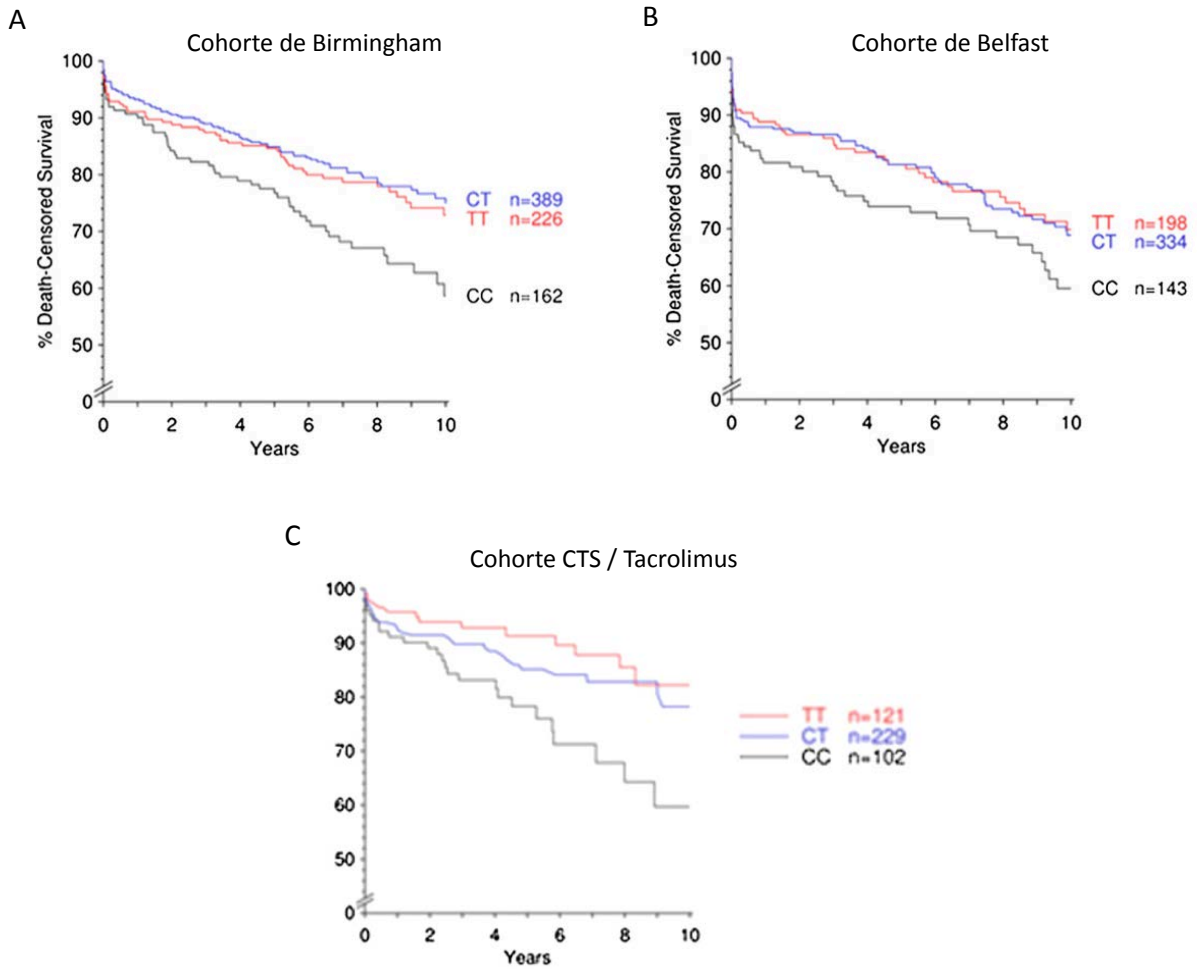 A
Cohorte de Birmingham
% Death-Censored Survival
100
90
80
70
60
50
0
0 2 4 6 8 10
Years
CT n=389
TT n=226
CC n=162
B
Cohorte de Belfast
% Death-Censored Survival
100
90
80
70
60
50
0
0 2 4 6 8 10
Years
TT n=198
CT n=334
CC n=143
C
Cohorte CTS / Tacrolimus
100
90
80
70
60
50
0
0 2 4 6 8 10
Years
TT n=121
CT n=229
CC n=102